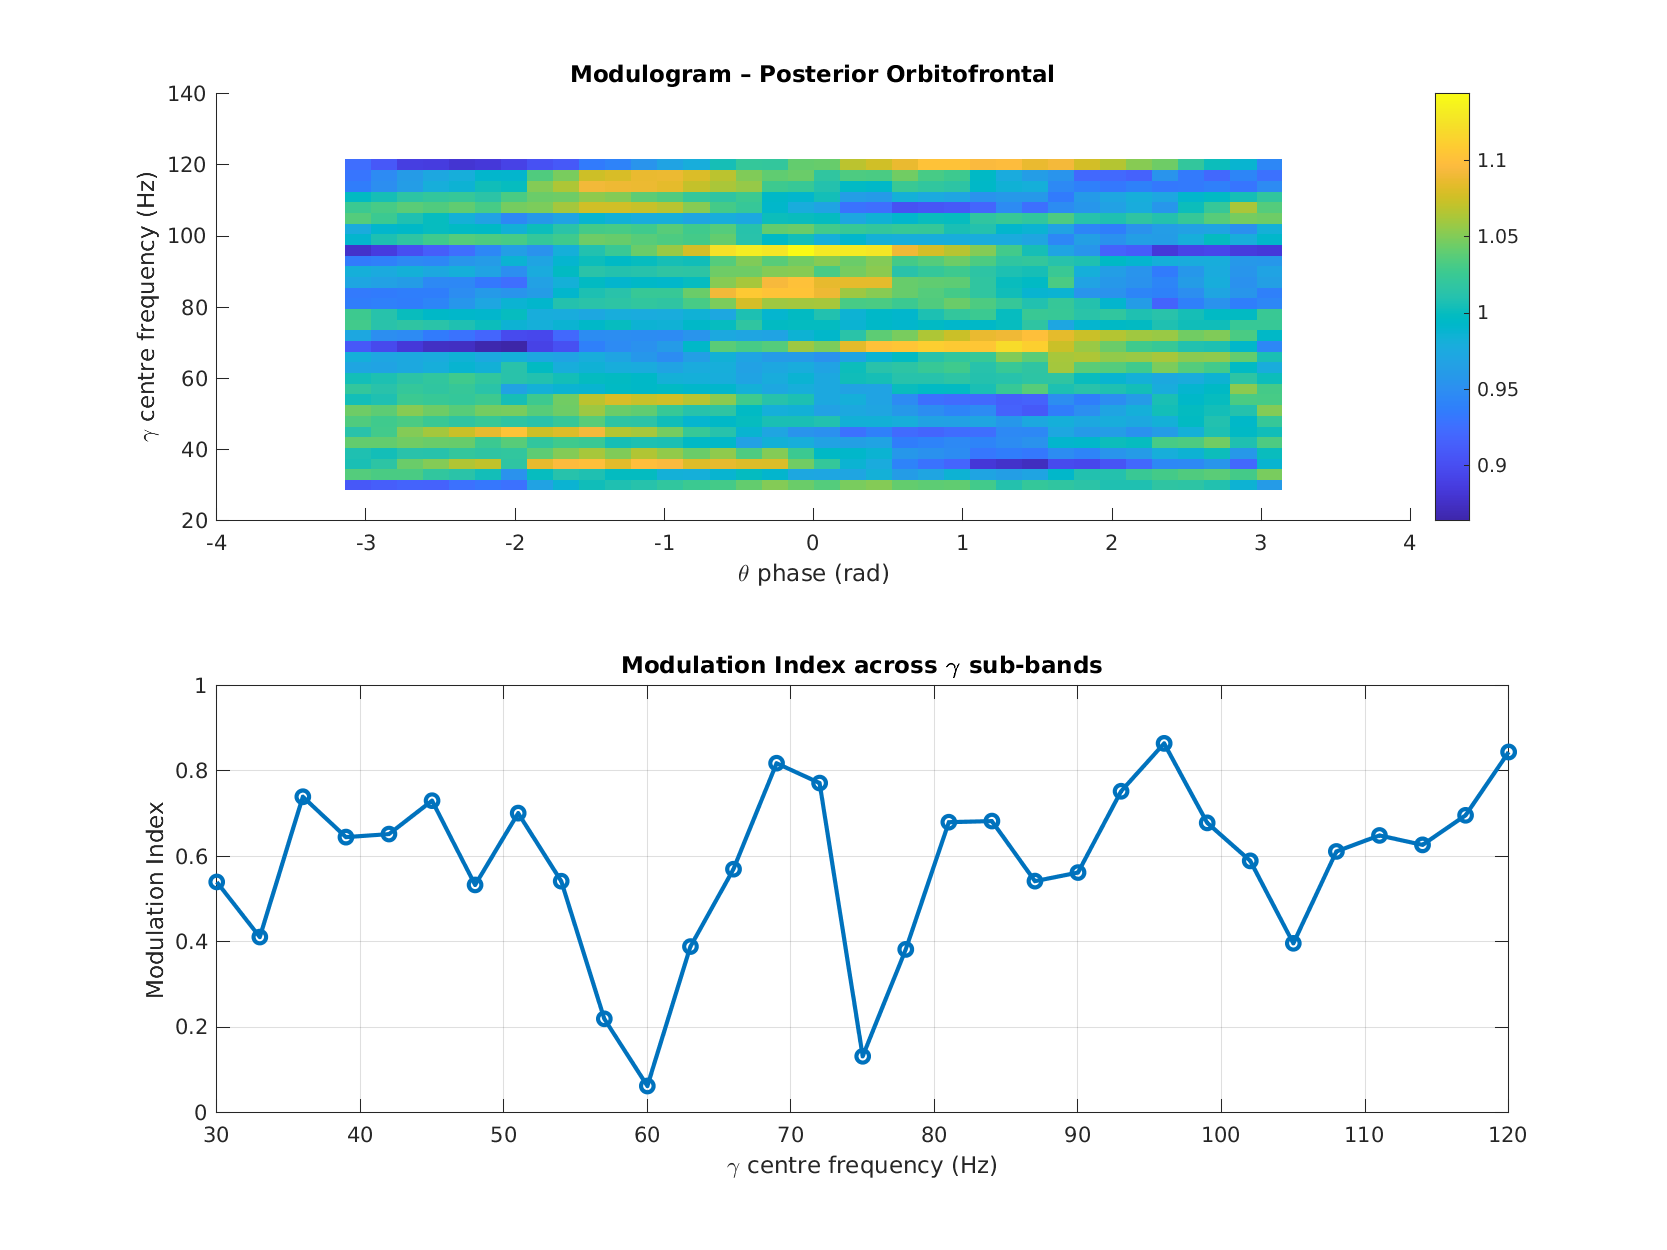 Modulogram – Posterior Orbitofrontal
140
120
100
80
60
40
20
γ centre frequency (Hz)
-4 -3 -2 -1 0 1 2 3 4
θ phase (rad)
1.1
1.05
1
0.95
0.9
Modulation Index across γ sub-bands
1
0.8
0.6
0.4
0.2
0
Modulation Index
30 40 50 60 70 80 90 100 110 120
γ centre frequency (Hz)